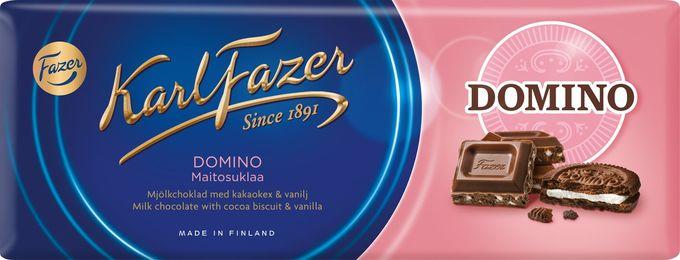 Fazer
Karl Fazer
Since 1891
DOMINO
Maitosuklaa
Mjölkchoklad med kakaokex & vanilj
Milk chocolate with cocoa biscuit & vanilla
MADE IN FINLAND
DOMINO
Fazer